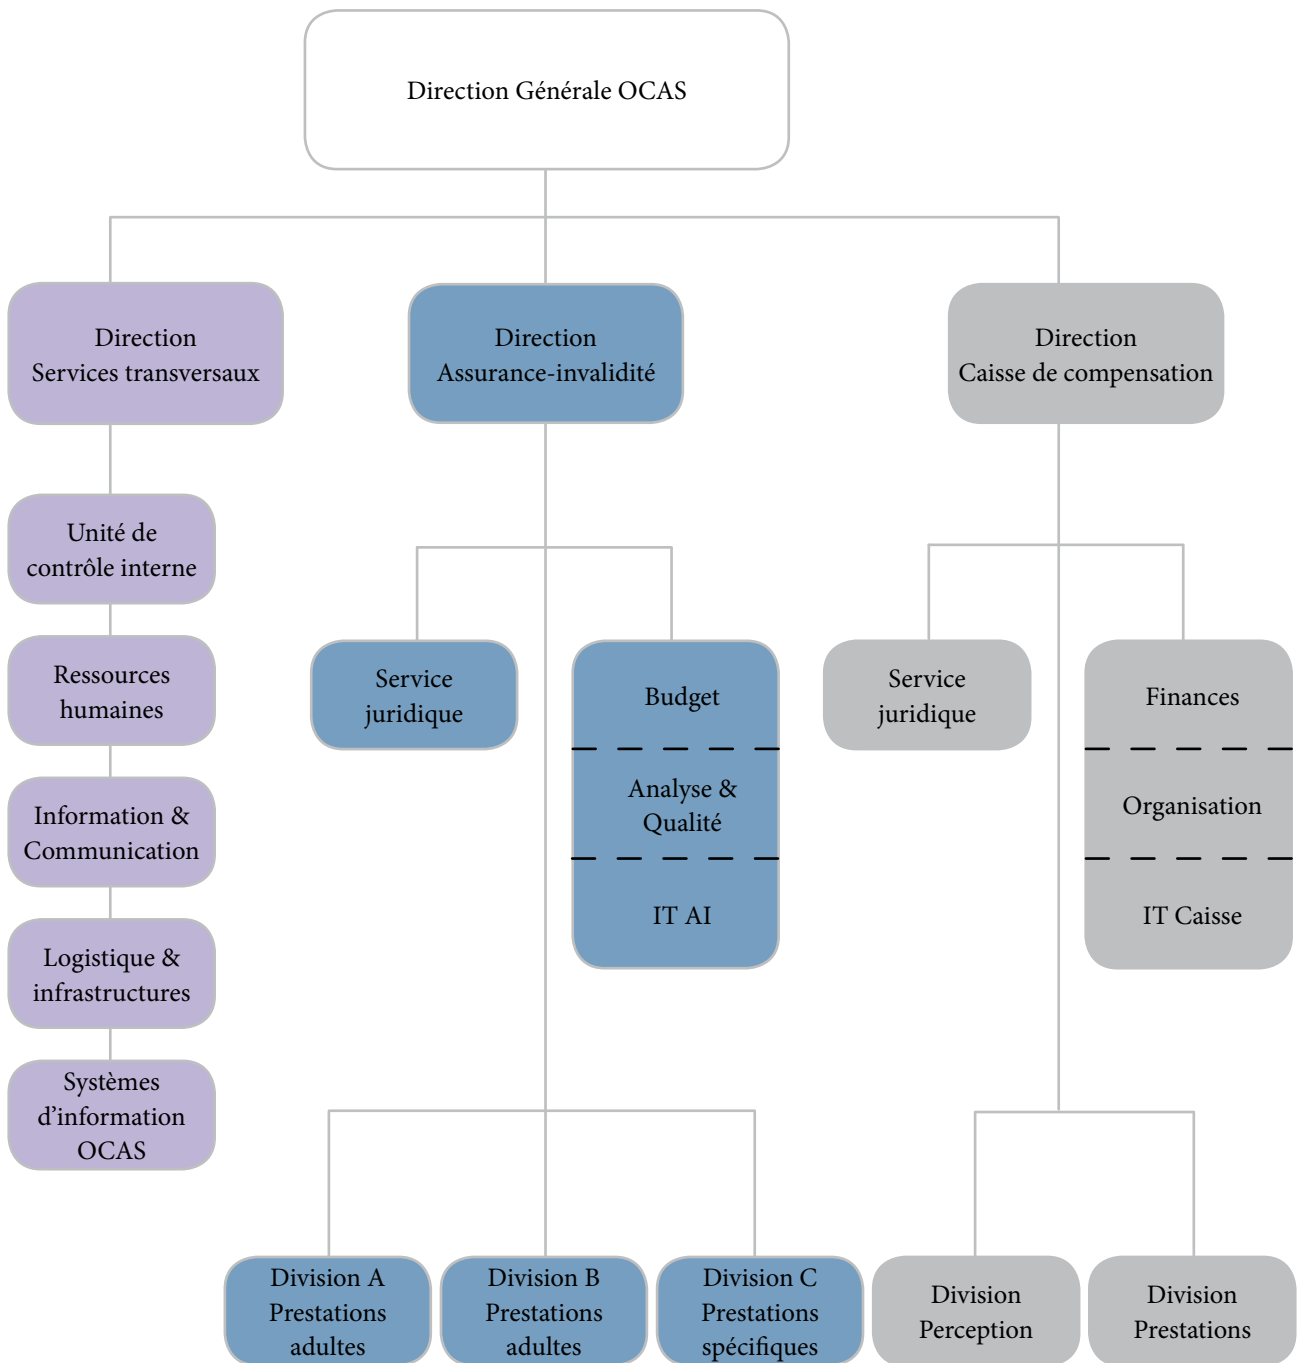 Direction Générale OCAS
Direction
Services transversaux
Direction
Assurance-invalidité
Direction
Caisse de compensation
Unité de
contrôle interne
Ressources
humaines
Information &
Communication
Logistique &
infrastructures
Systèmes
d'information
OCAS
Service
juridique
Budget
Analyse &
Qualité
IT AI
Service
juridique
Finances
Organisation
IT Caisse
Division A
Prestations
adultes
Division B
Prestations
adultes
Division C
Prestations
spécifiques
Division
Perception
Division
Prestations